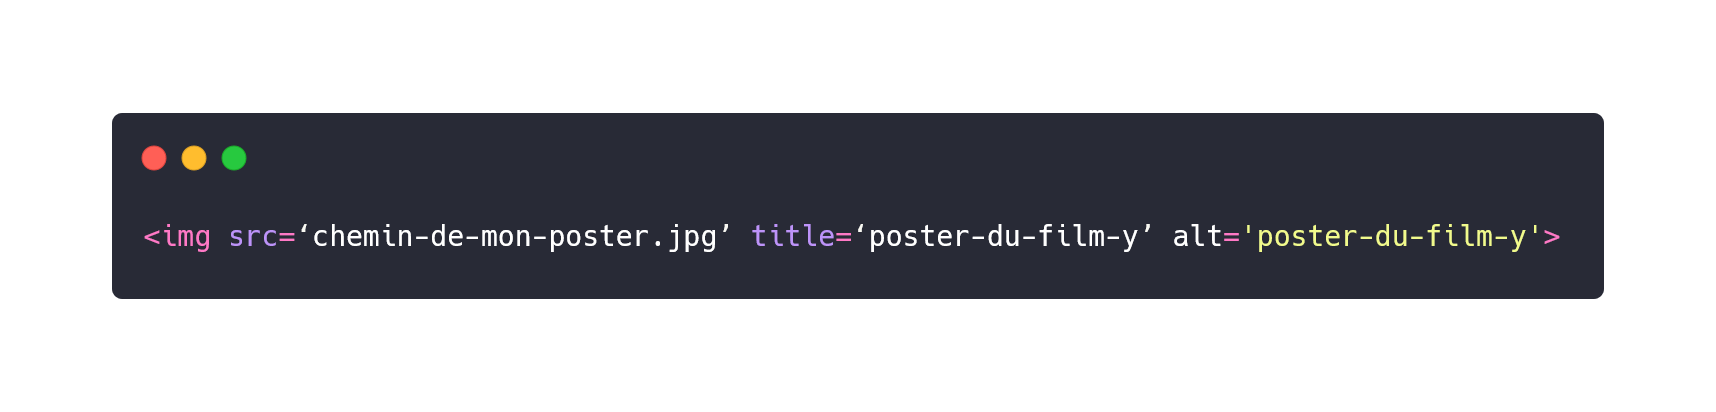 <img src=‘chemin-de-mon-poster.jpg’ title=‘poster-du-film-y’ alt='poster-du-film-y'>